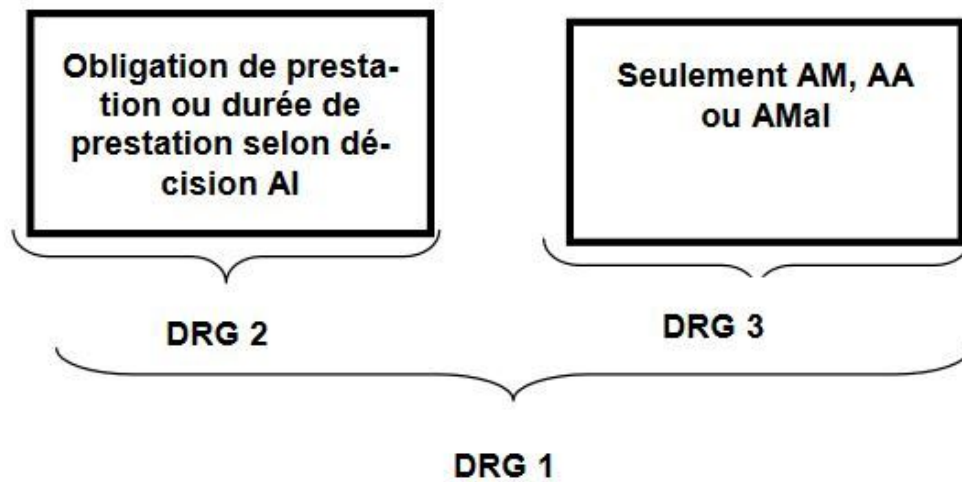 Obligation de presta-
tion ou durée de
prestation selon dé-
cision AI
Seulement AM, AA
ou AMal
DRG 2
DRG 3
DRG 1